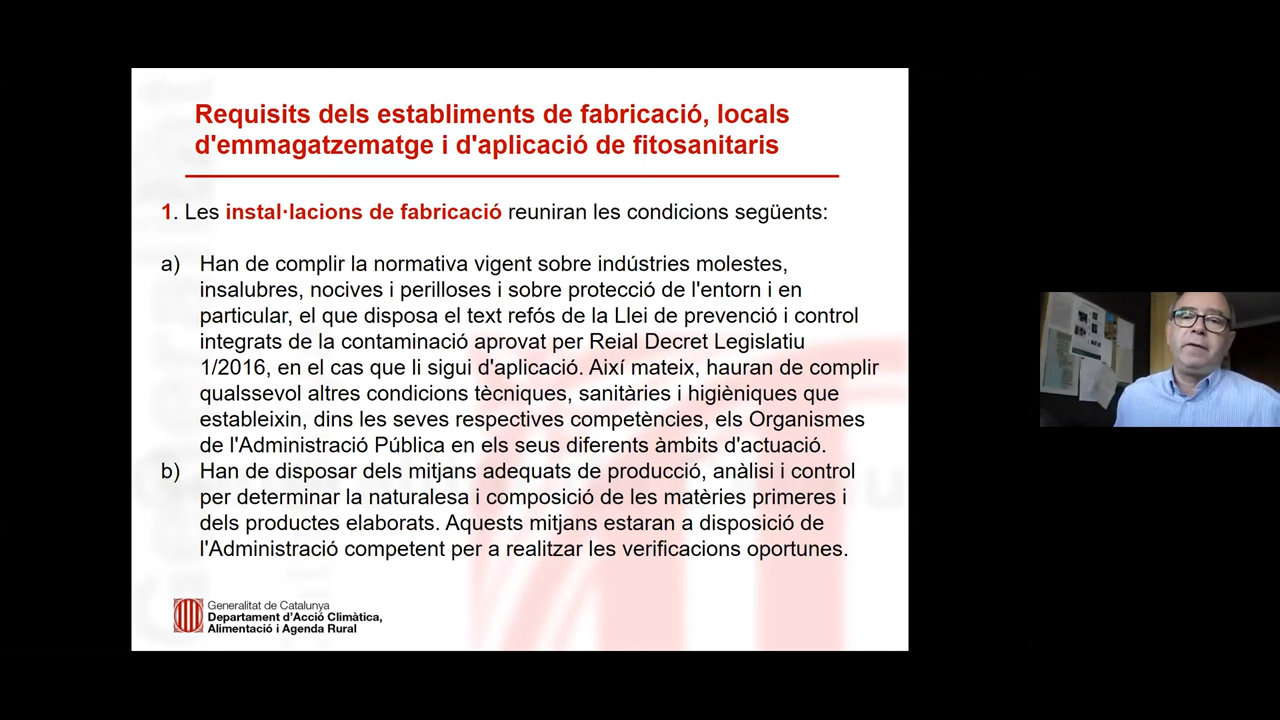 Requisits dels establiments de fabricació, locals
d'emmagatzematge i d'aplicació de fitosanitaris
1. Les instal·lacions de fabricació reuniran les condicions següents:
a) Han de complir la normativa vigent sobre indústries molestes,
insalubres, nocives i perilloses i sobre protecció de l'entorn i en
particular, el que disposa el text refós de la Llei de prevenció i control
integrats de la contaminació aprovat per Reial Decret Legislatiu
1/2016, en el cas que li sigui d'aplicació. Així mateix, hauran de complir
qualssevol altres condicions tècniques, sanitàries i higièniques que
estableixin, dins les seves respectives competències, els Organismes
de l'Administració Pública en els seus diferents àmbits d'actuació.
b) Han de disposar dels mitjans adequats de producció, anàlisi i control
per determinar la naturalesa i composició de les matèries primeres i
dels productes elaborats. Aquests mitjans estaran a disposició de
l'Administració competent per a realitzar les verificacions oportunes.
Generalitat de Catalunya
Departament d'Acció Climàtica,
Alimentació i Agenda Rural